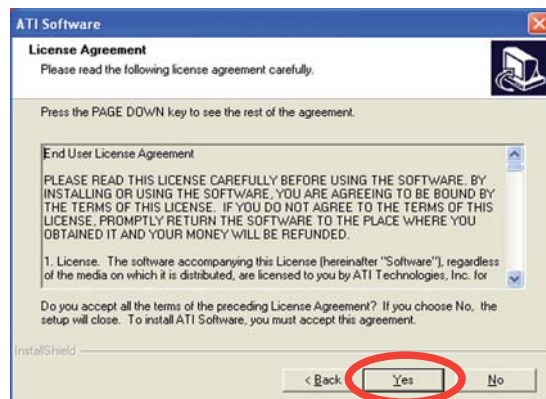 ATI Software
License Agreement
Please read the following license agreement carefully.
Press the PAGE DOWN key to see the rest of the agreement.
End User License Agreement
PLEASE READ THIS LICENSE CAREFULLY BEFORE USING THE SOFTWARE. BY
INSTALLING OR USING THE SOFTWARE, YOU ARE AGREEING TO BE BOUND BY
THE TERMS OF THIS LICENSE. IF YOU DO NOT AGREE TO THE TERMS OF THIS
LICENSE, PROMPTLY RETURN THE SOFTWARE TO THE PLACE WHERE YOU
OBTAINED IT AND YOUR MONEY WILL BE REFUNDED.
1. License. The software accompanying this License (hereinafter "Software"), regardless
of the media on which it is distributed, are licensed to you by ATI Technologies, Inc. for
Do you accept all the terms of the preceding License Agreement? If you choose No, the
setup will close. To install ATI Software, you must accept this agreement.
InstallShield
< Back Yes No